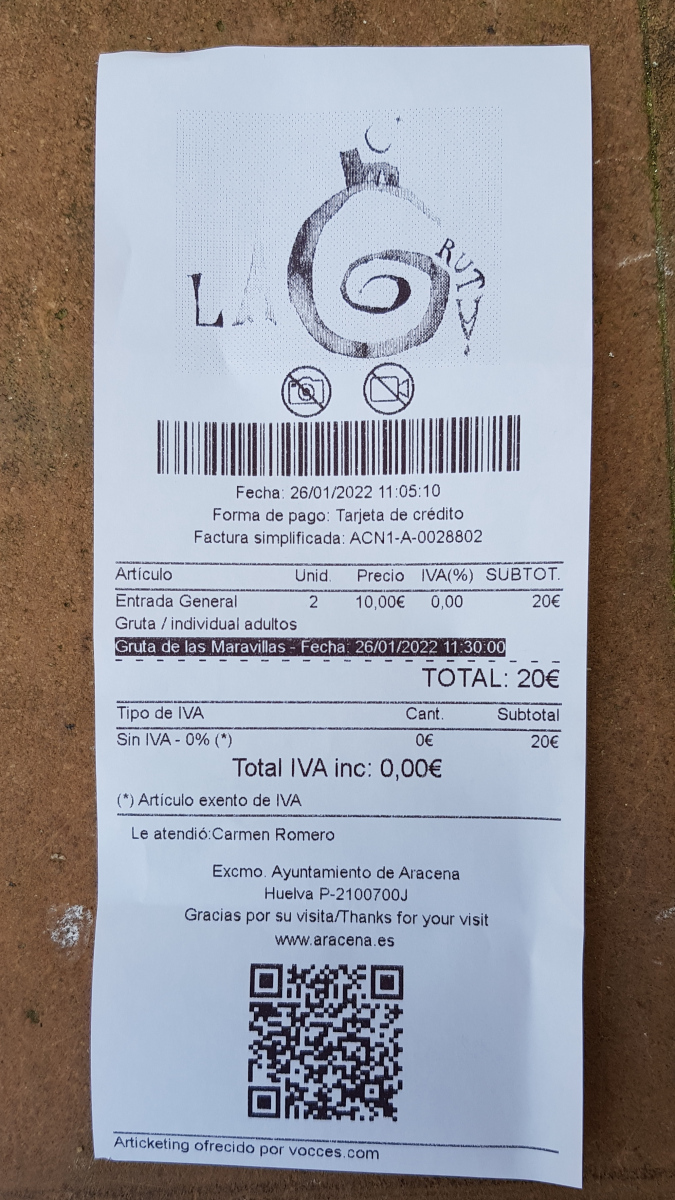 LA GRUTA
Fecha: 26/01/2022 11:05:10
Forma de pago: Tarjeta de crédito
Factura simplificada: ACN1-A-0028802
Artículo Unid. Precio IVA(%) SUBTOT.
Entrada General 2 10,00€ 0,00 20€
Gruta / individual adultos
Gruta de las Maravillas - Fecha: 26/01/2022 11:30:00
TOTAL: 20€
Tipo de IVA Cant. Subtotal
Sin IVA - 0% (*) 0€ 20€
Total IVA inc: 0,00€
(*) Artículo exento de IVA
Le atendió:Carmen Romero
Excmo. Ayuntamiento de Aracena
Huelva P-2100700J
Gracias por su visita/Thanks for your visit
www.aracena.es
Articketing ofrecido por vocces.com